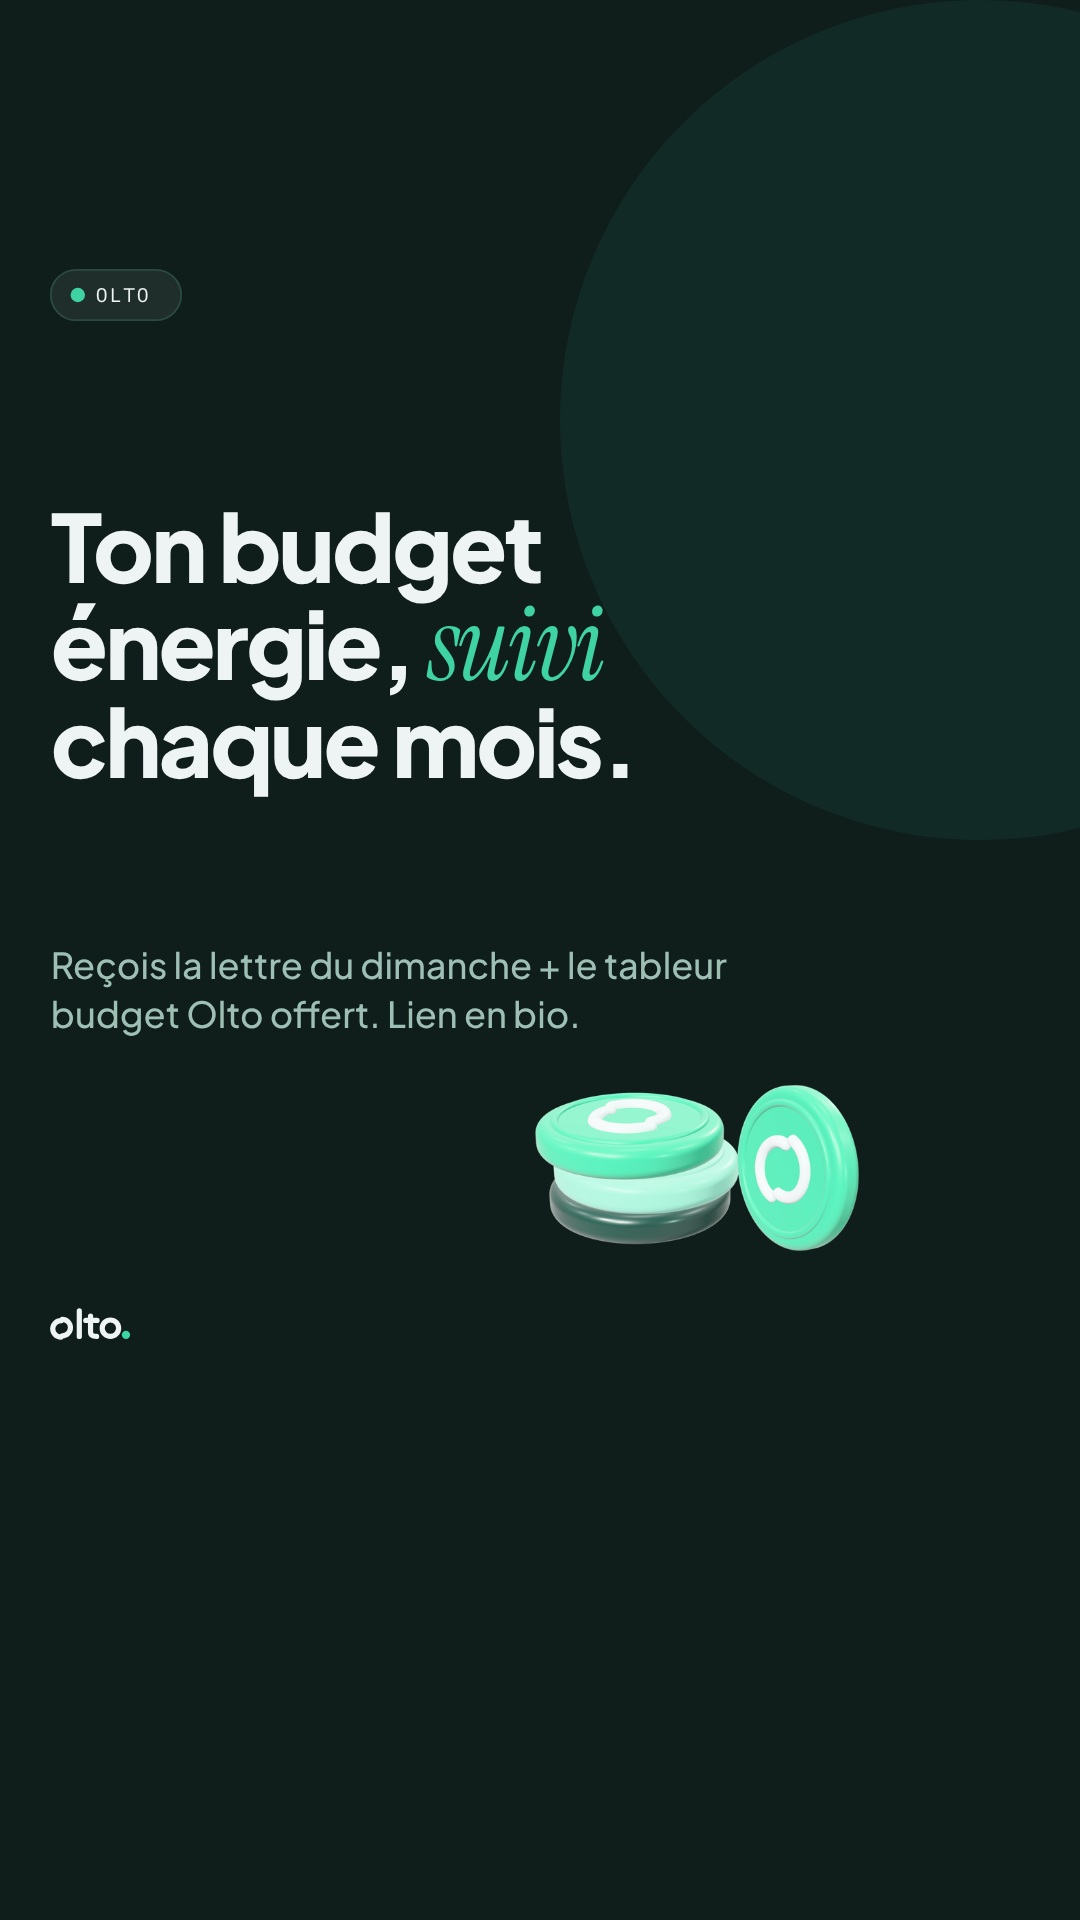 OLTO
Ton budget
énergie, suivi
chaque mois.
Reçois la lettre du dimanche + le tableur
budget Olto offert. Lien en bio.
olto.